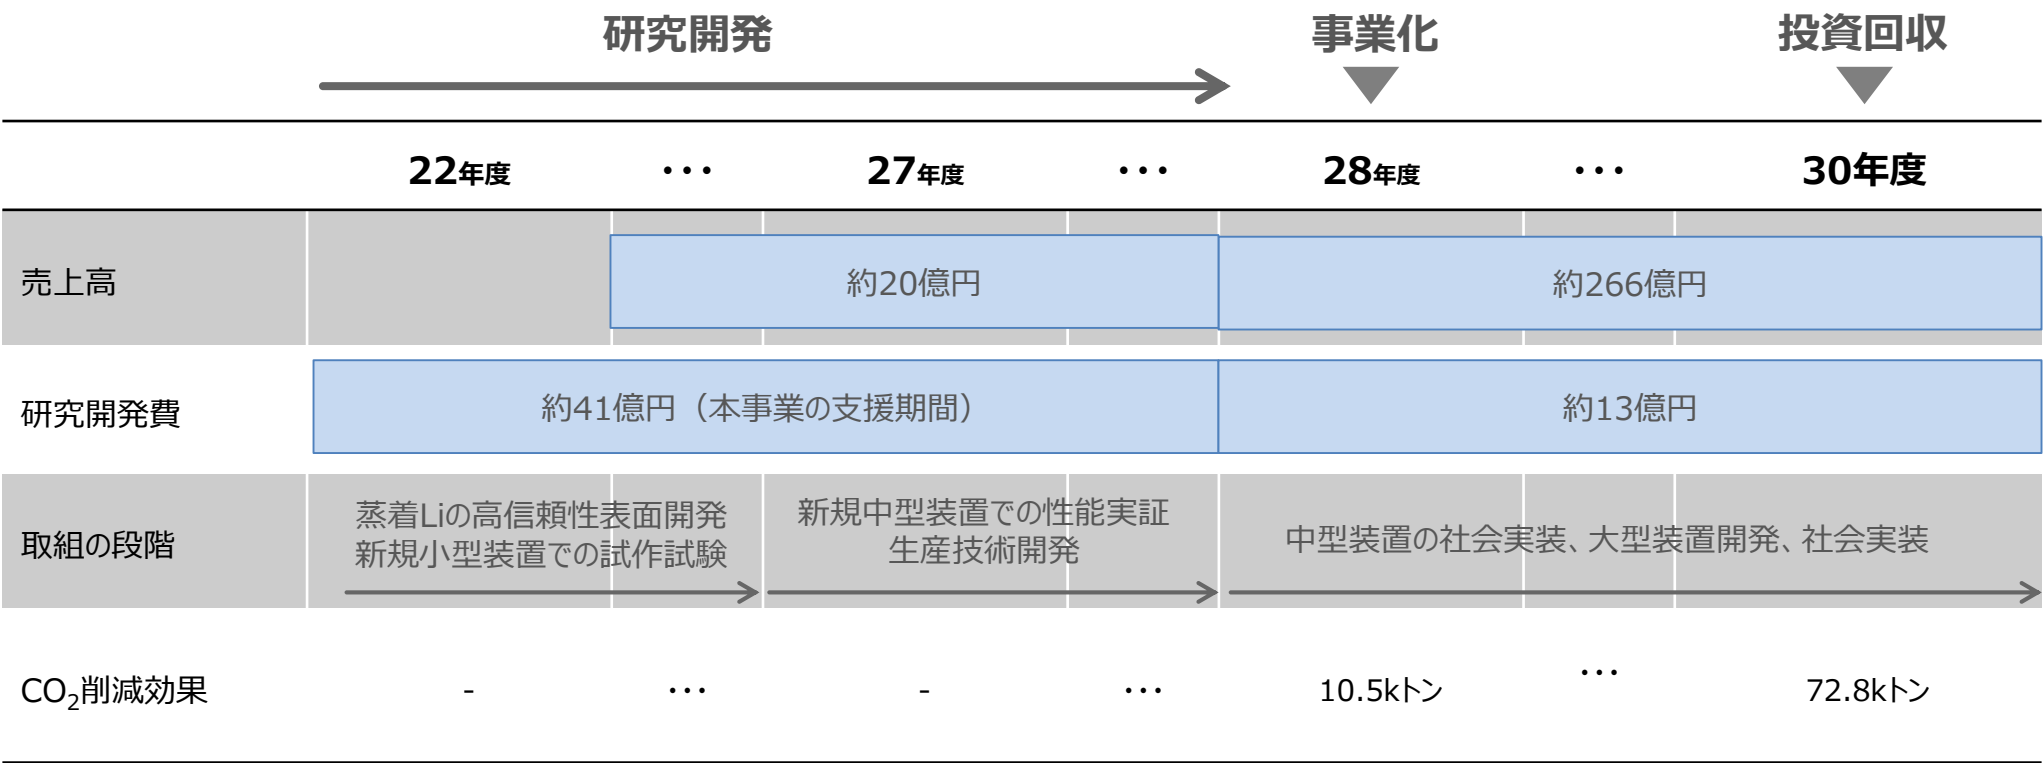 研究開発 事業化 投資回収
22年度 ・・・ 27年度 ・・・ 28年度 ・・・ 30年度
売上高 約20億円 約266億円
研究開発費 約41億円（本事業の支援期間） 約13億円
取組の段階
蒸着Liの高信頼性表面開発
新規小型装置での試作試験
新規中型装置での性能実証
生産技術開発
中型装置の社会実装、大型装置開発、社会実装
CO₂削減効果 - ・・・ - ・・・ 10.5kトン ・・・ 72.8kトン